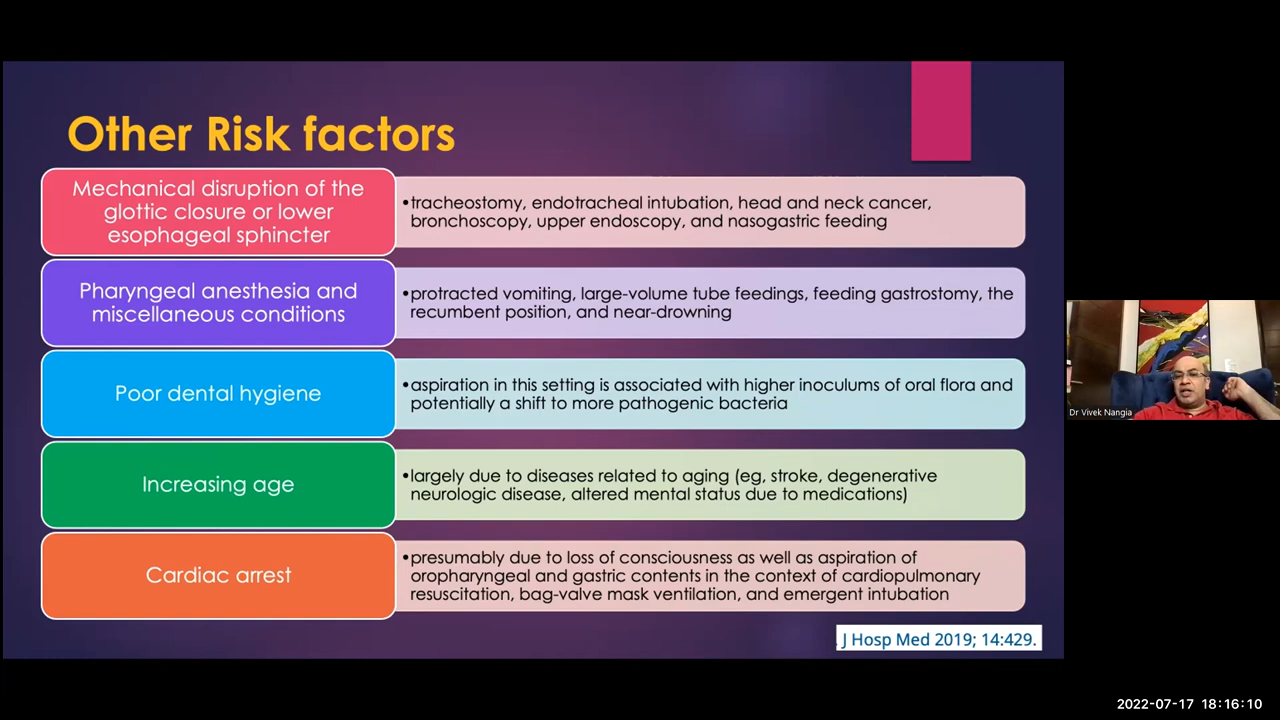 Other Risk factors
Mechanical disruption of the
glottic closure or lower
esophageal sphincter
•tracheostomy, endotracheal intubation, head and neck cancer,
bronchoscopy, upper endoscopy, and nasogastric feeding
Pharyngeal anesthesia and
miscellaneous conditions
•protracted vomiting, large-volume tube feedings, feeding gastrostomy, the
recumbent position, and near-drowning
Poor dental hygiene
•aspiration in this setting is associated with higher inoculums of oral flora and
potentially a shift to more pathogenic bacteria
Increasing age
•largely due to diseases related to aging (eg, stroke, degenerative
neurologic disease, altered mental status due to medications)
Cardiac arrest
•presumably due to loss of consciousness as well as aspiration of
oropharyngeal and gastric contents in the context of cardiopulmonary
resuscitation, bag-valve mask ventilation, and emergent intubation
J Hosp Med 2019; 14:429.
Dr Vivek Nangia
2022-07-17 18:16:10